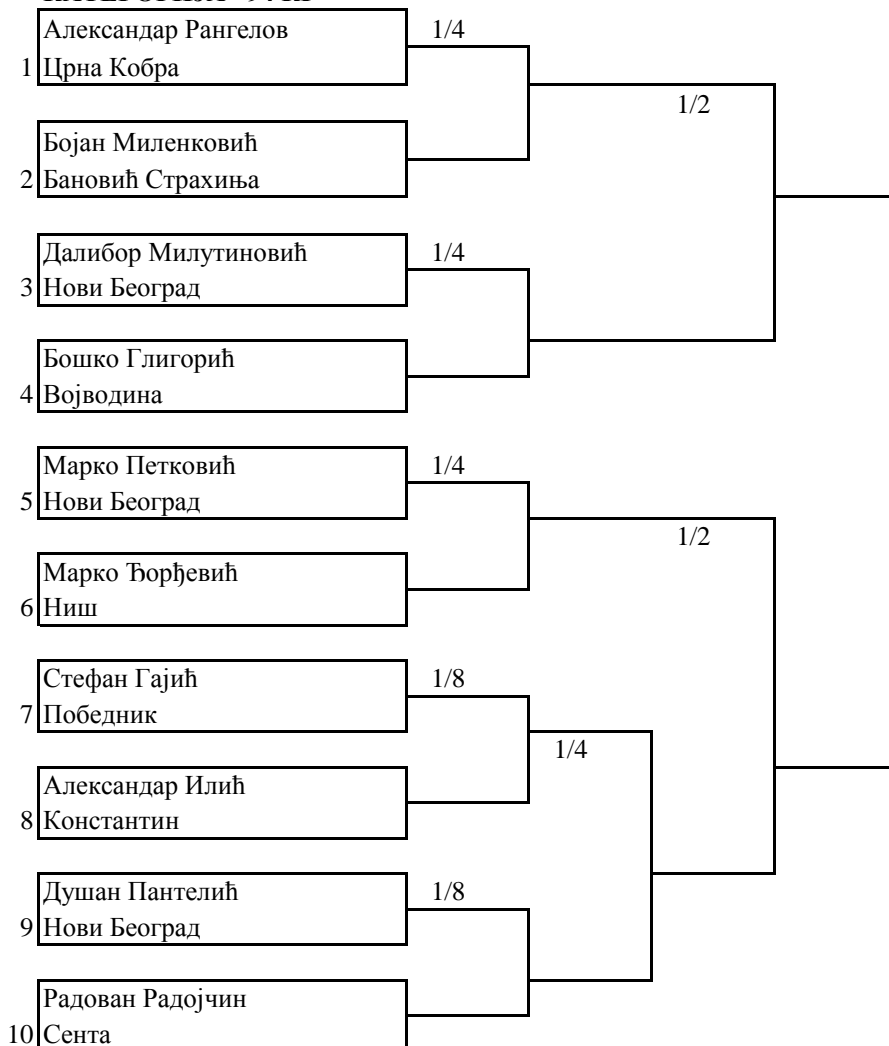 Александар Рангелов
1/4
1 Црна Кобра
1/2
Бојан Миленковић
2 Бановић Страхиња
Далибор Милутиновић
1/4
3 Нови Београд
Бошко Глигорић
4 Војводина
Марко Петковић
1/4
5 Нови Београд
1/2
Марко Ђорђевић
6 Ниш
Стефан Гајић
1/8
7 Победник
1/4
Александар Илић
8 Константин
Душан Пантелић
1/8
9 Нови Београд
Радован Радојчин
10 Сента